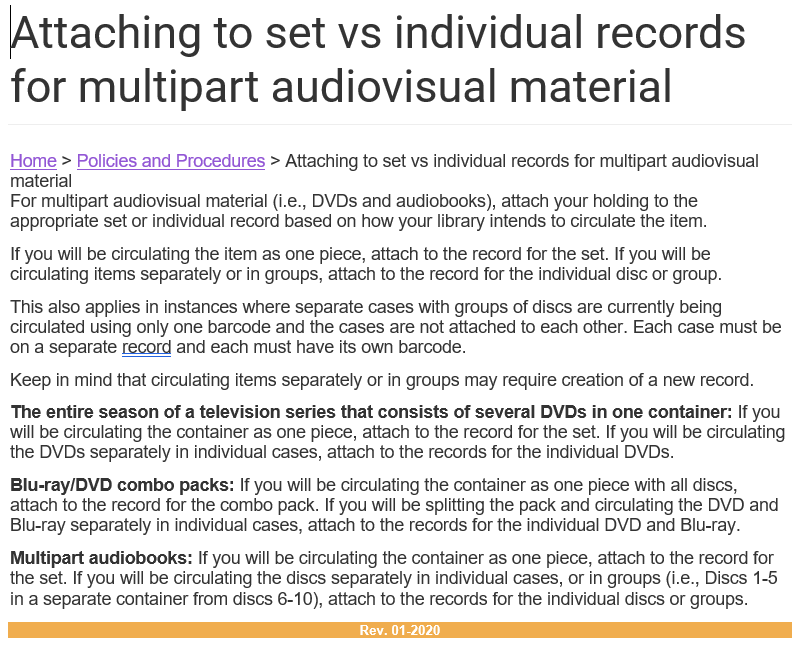 Attaching to set vs individual records
for multipart audiovisual material
Home > Policies and Procedures > Attaching to set vs individual records for multipart audiovisual
material
For multipart audiovisual material (i.e., DVDs and audiobooks), attach your holding to the
appropriate set or individual record based on how your library intends to circulate the item.
If you will be circulating the item as one piece, attach to the record for the set. If you will be
circulating items separately or in groups, attach to the record for the individual disc or group.
This also applies in instances where separate cases with groups of discs are currently being
circulated using only one barcode and the cases are not attached to each other. Each case must be
on a separate record and each must have its own barcode.
Keep in mind that circulating items separately or in groups may require creation of a new record.
The entire season of a television series that consists of several DVDs in one container: If you
will be circulating the container as one piece, attach to the record for the set. If you will be circulating
the DVDs separately in individual cases, attach to the records for the individual DVDs.
Blu-ray/DVD combo packs: If you will be circulating the container as one piece with all discs,
attach to the record for the combo pack. If you will be splitting the pack and circulating the DVD and
Blu-ray separately in individual cases, attach to the records for the individual DVD and Blu-ray.
Multipart audiobooks: If you will be circulating the container as one piece, attach to the record for
the set. If you will be circulating the discs separately in individual cases, or in groups (i.e., Discs 1-5
in a separate container from discs 6-10), attach to the records for the individual discs or groups.
Rev. 01-2020